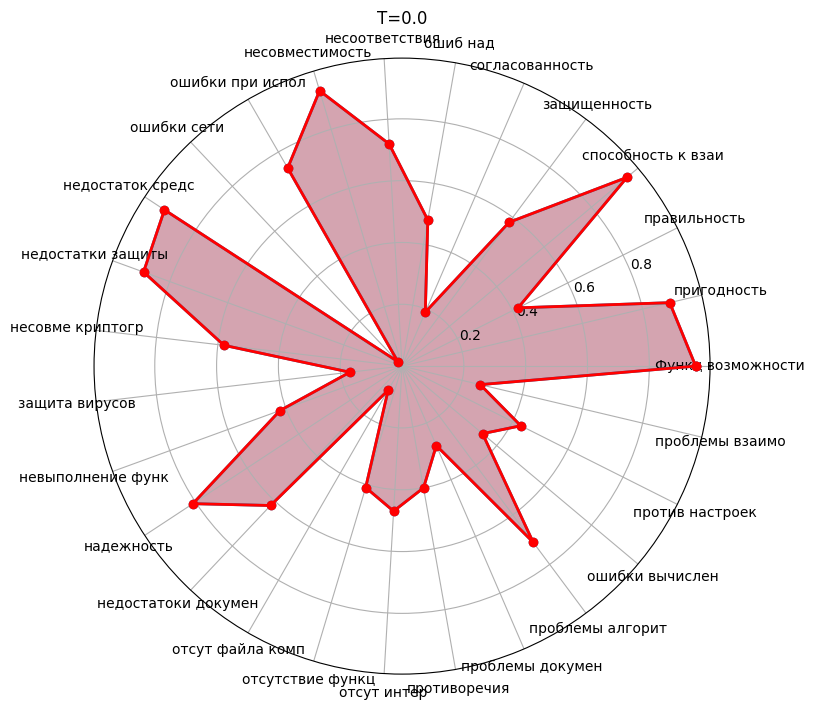 T=0.0
несоответствия
ошиб над
несовместимость
согласованность
ошибки при испол
защищенность
ошибки сети
способность к взаи
недостаток средс
правильность
недостатки защиты
0.8
пригодность
0.6
0.4
несовме криптогр
0.2
Функц возможности
защита вирусов
проблемы взаимо
невыполнение функ
против настроек
надежность
ошибки вычислен
недостатоки докумен
проблемы алгорит
отсут файла комп
проблемы докумен
отсутствие функц
противоречия
отсут интер